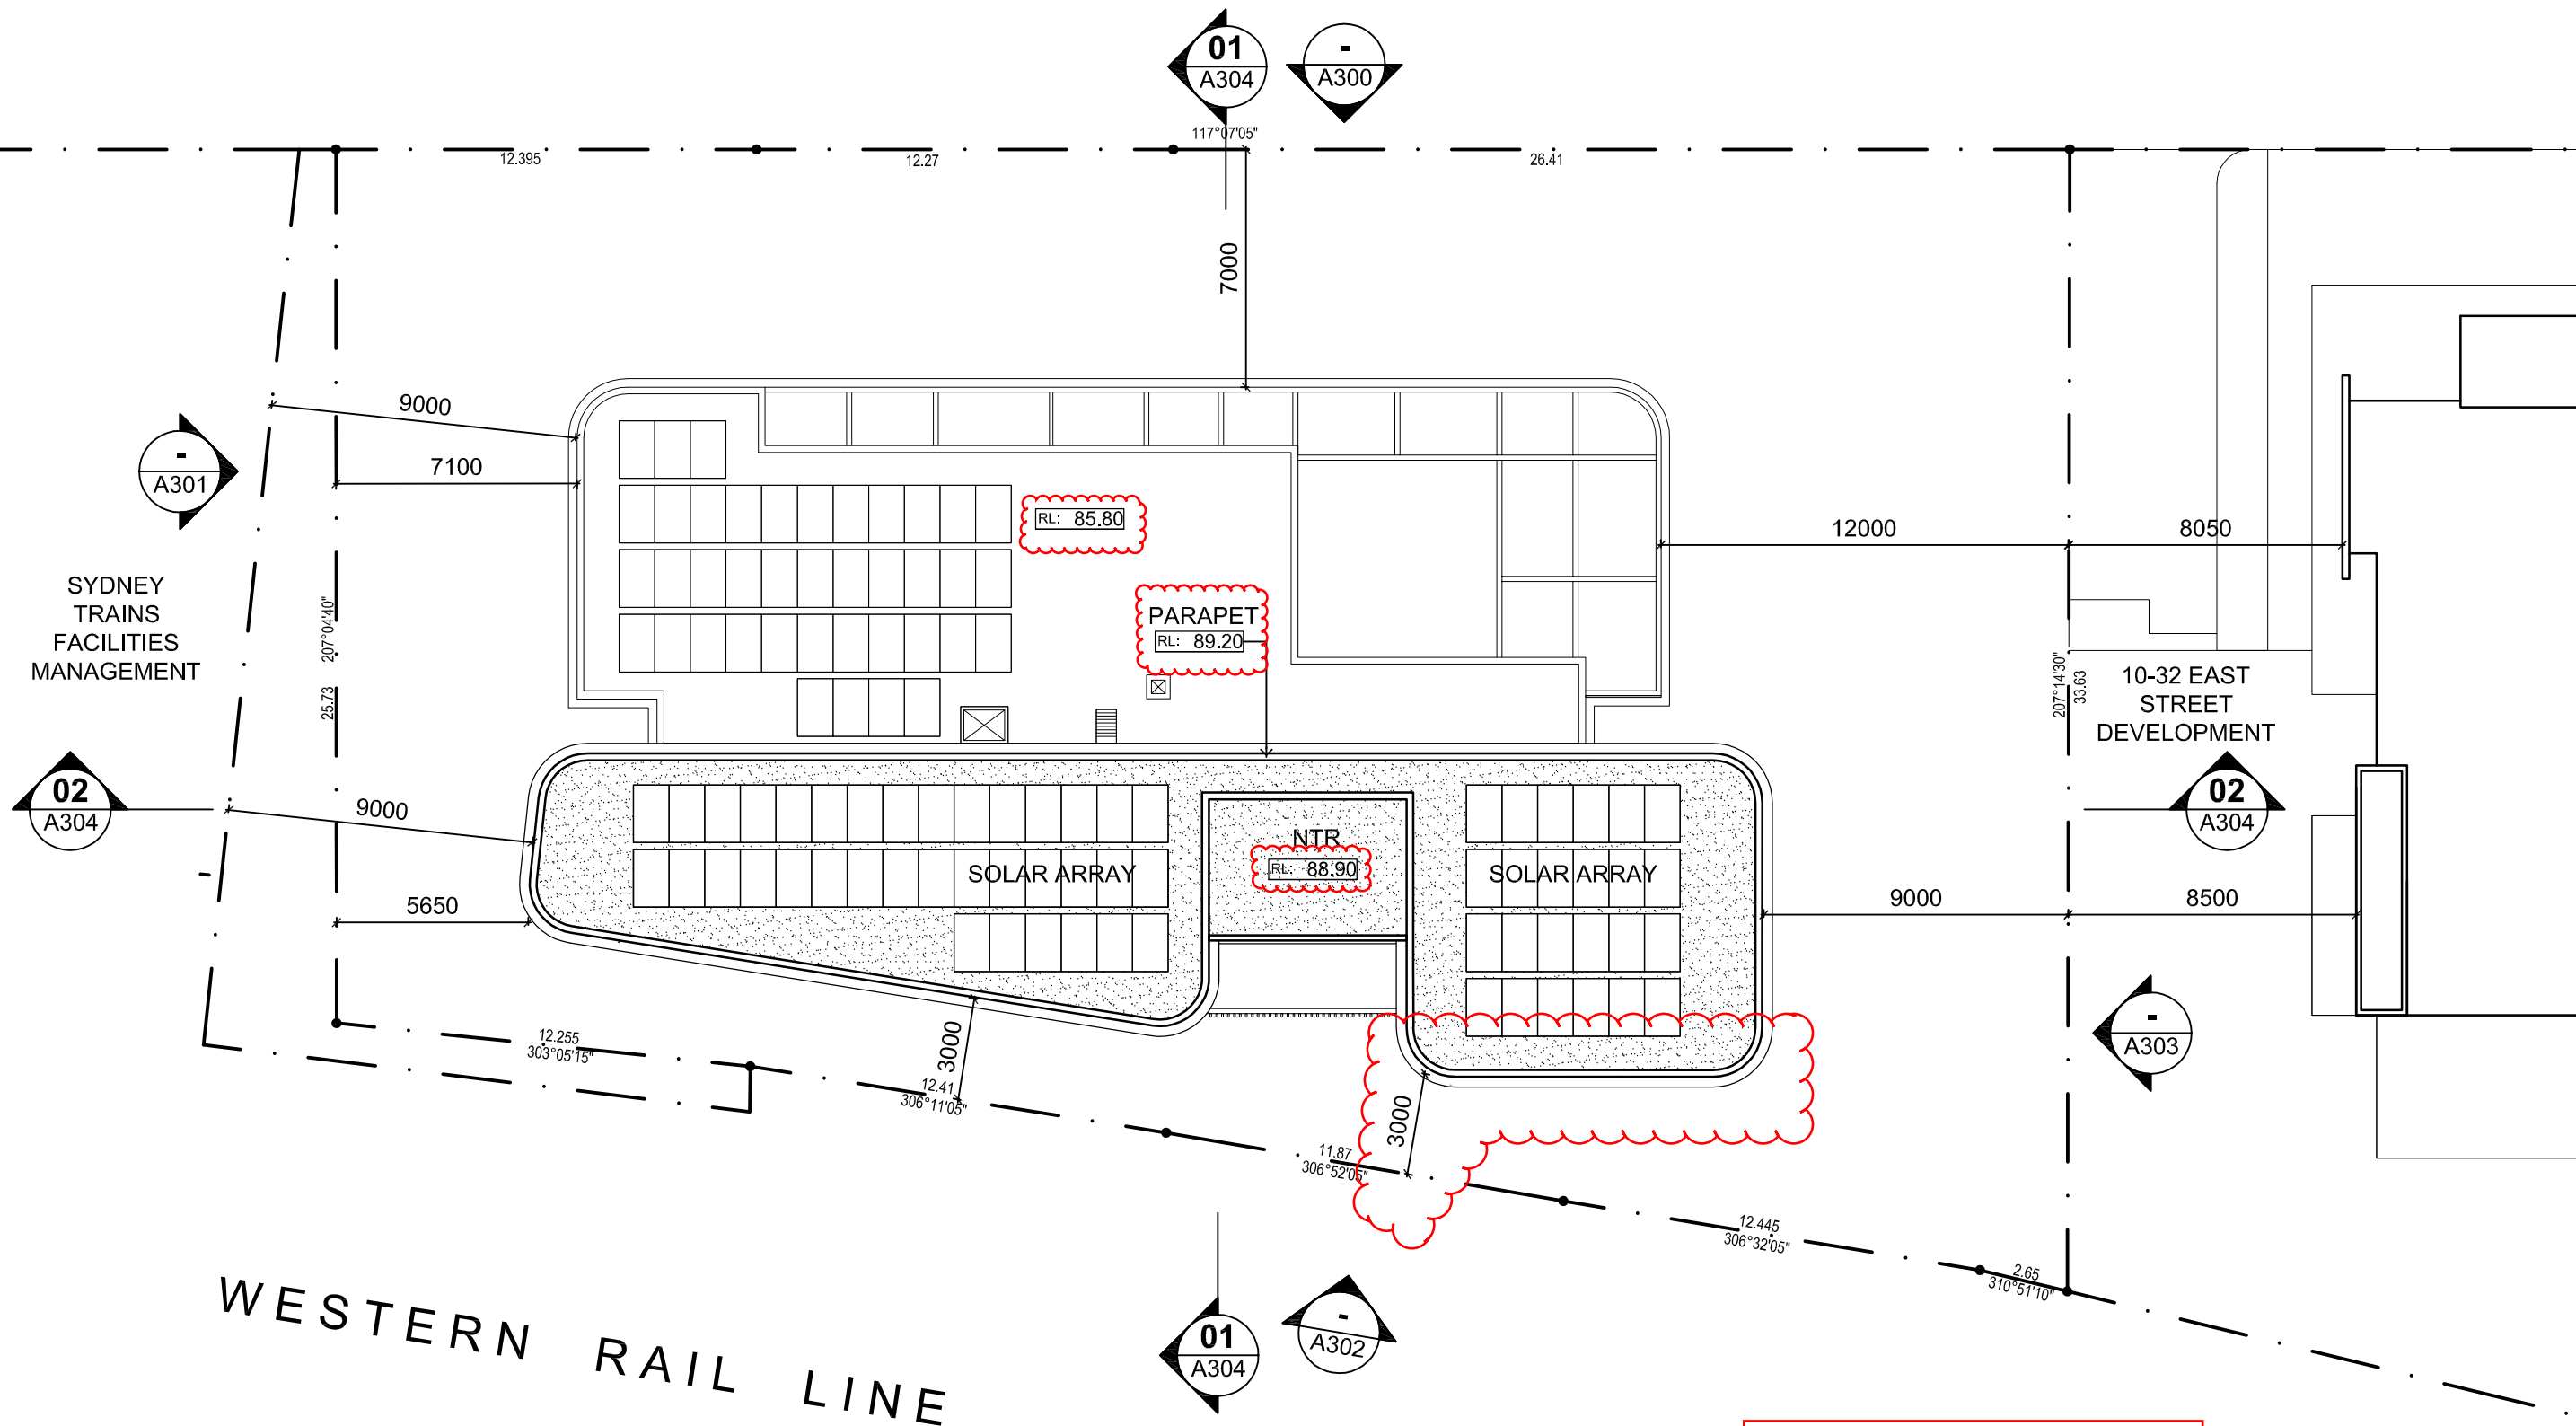 01
A304
-
A300
117°07'05"
12.395
12.27
26.41
7000
9000
7100
-
A301
RL: 85.80
12000
8050
PARAPET
RL: 89.20
SYDNEY
TRAINS
FACILITIES
MANAGEMENT
207°04'40"
25.73
207°14'30"
33.63
10-32 EAST
STREET
DEVELOPMENT
02
A304
9000
NTR
RL: 88.90
SOLAR ARRAY
SOLAR ARRAY
02
A304
5650
9000
8500
12.255
303°05'15"
3000
12.41
306°11'05"
3000
11.87
306°52'05"
-
A303
12.445
306°32'05"
2.65
310°51'10"
WESTERN RAIL LINE
01
A304
-
A302